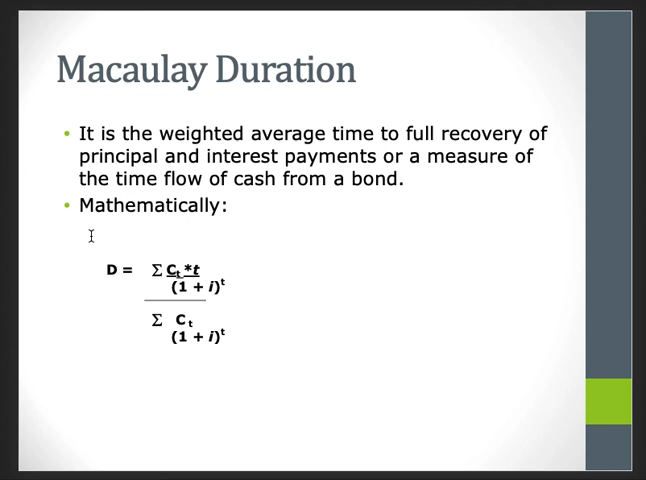 Macaulay Duration
• It is the weighted average time to full recovery of
principal and interest payments or a measure of
the time flow of cash from a bond.
• Mathematically:
D = Σ Cₜ *t
(1 + i)ᵗ
Σ Cₜ
(1 + i)ᵗ